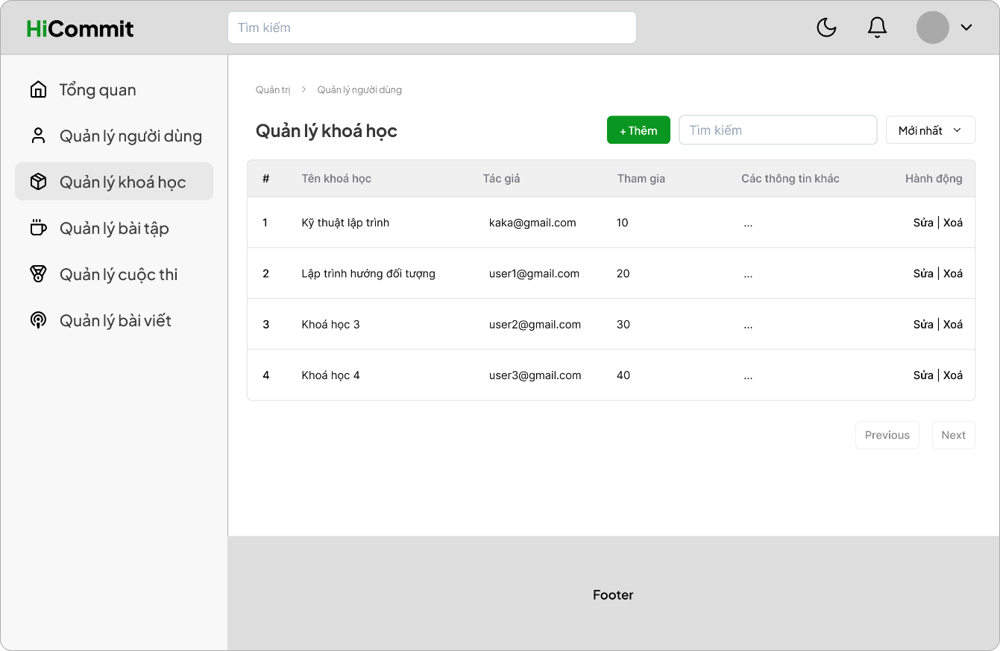 HiCommit
Tìm kiếm
Tổng quan
Quản lý người dùng
Quản lý khoá học
Quản lý bài tập
Quản lý cuộc thi
Quản lý bài viết
Quản trị > Quản lý người dùng
Quản lý khoá học
+ Thêm
Tìm kiếm
Mới nhất
# Tên khoá học Tác giả Tham gia Các thông tin khác Hành động
1 Kỹ thuật lập trình kaka@gmail.com 10 ... Sửa | Xoá
2 Lập trình hướng đối tượng user1@gmail.com 20 ... Sửa | Xoá
3 Khoá học 3 user2@gmail.com 30 ... Sửa | Xoá
4 Khoá học 4 user3@gmail.com 40 ... Sửa | Xoá
Previous Next
Footer